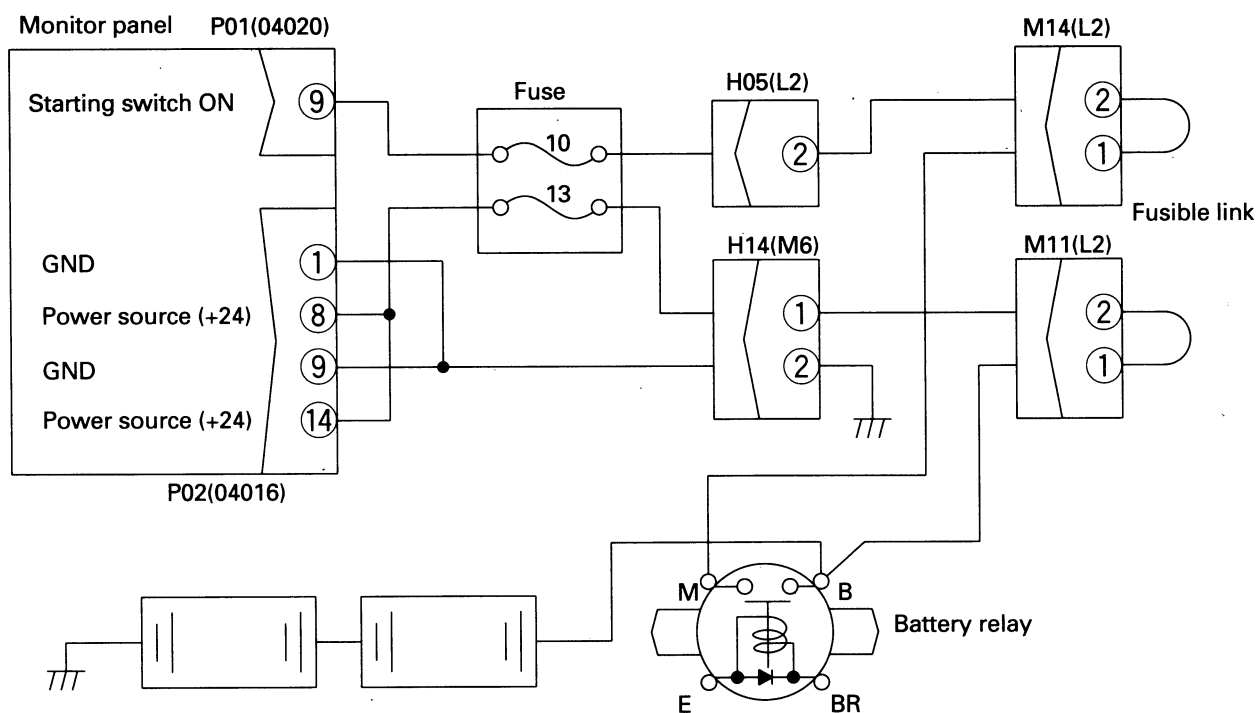 Monitor panel
P01(04020)
Starting switch ON
9
GND
1
Power source (+24)
8
GND
9
Power source (+24)
14
P02(04016)
Fuse
10
13
H05(L2)
2
H14(M6)
1
2
M14(L2)
2
1
Fusible link
M11(L2)
2
1
M
B
Battery relay
E
BR